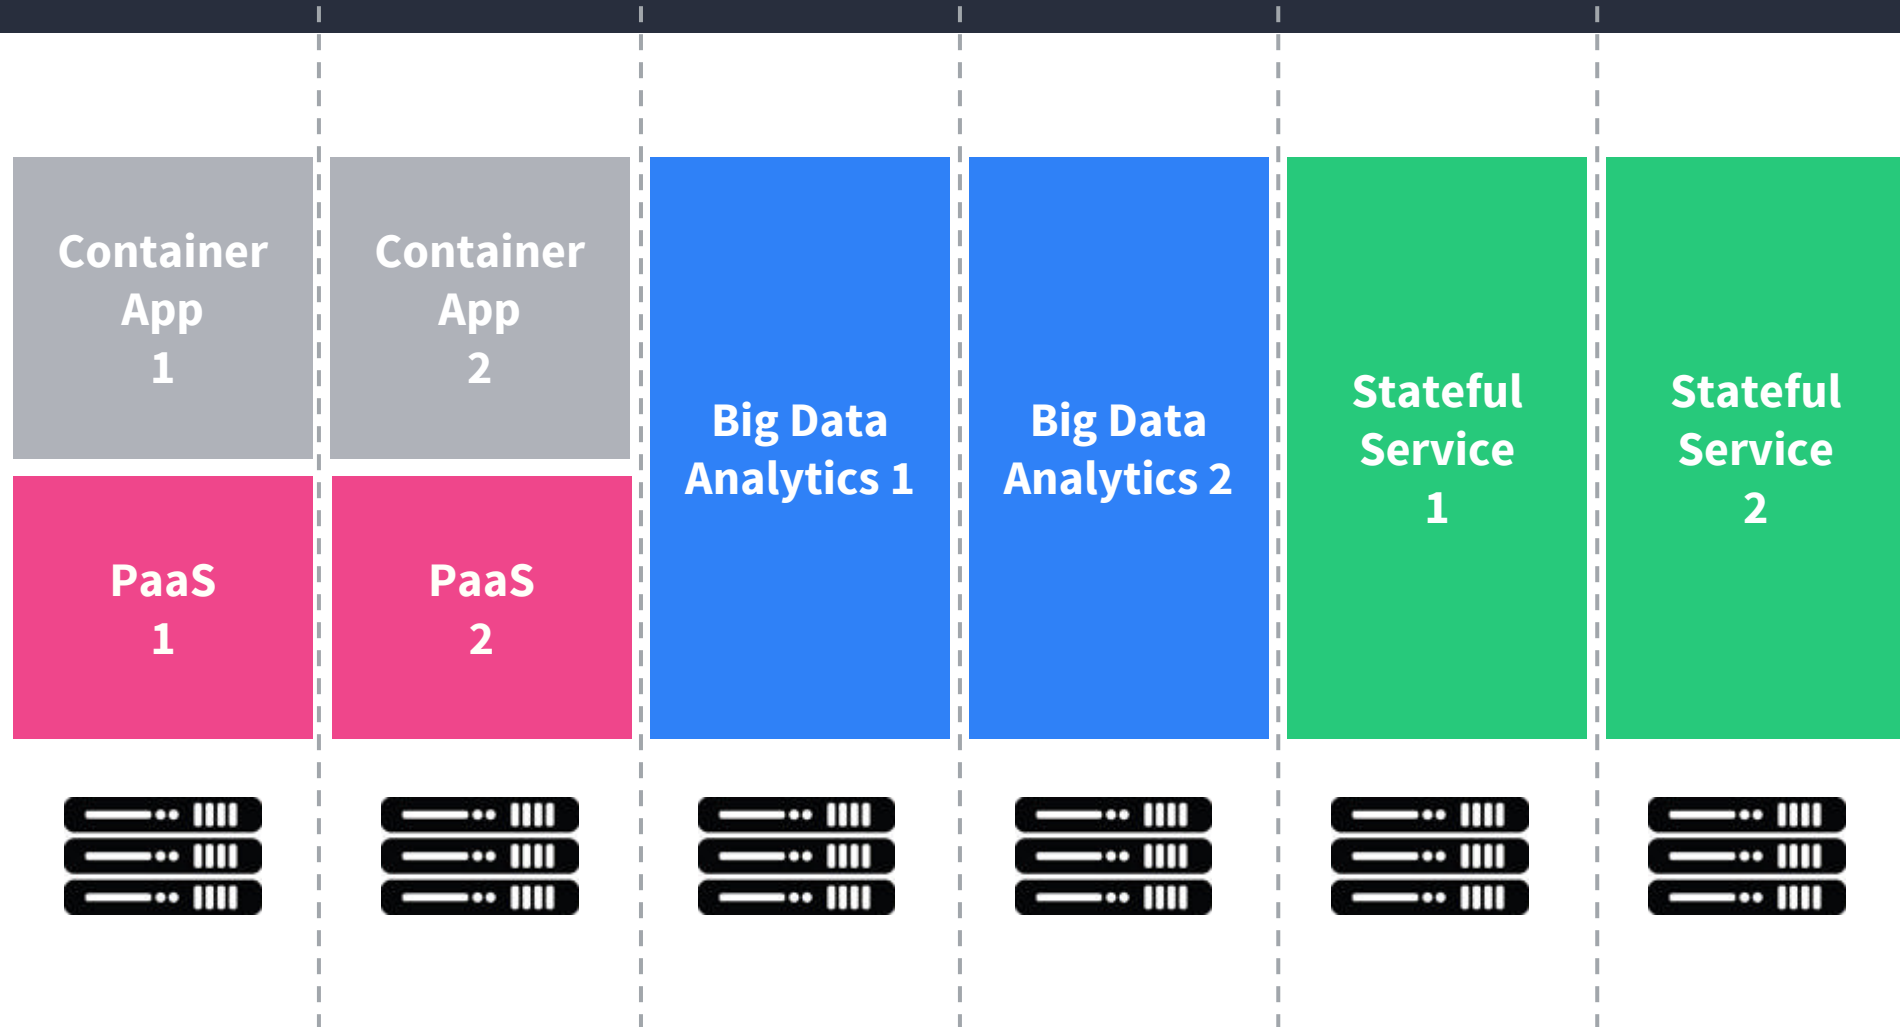 Container
App
1
Container
App
2
PaaS
1
PaaS
2
Big Data
Analytics 1
Big Data
Analytics 2
Stateful
Service
1
Stateful
Service
2